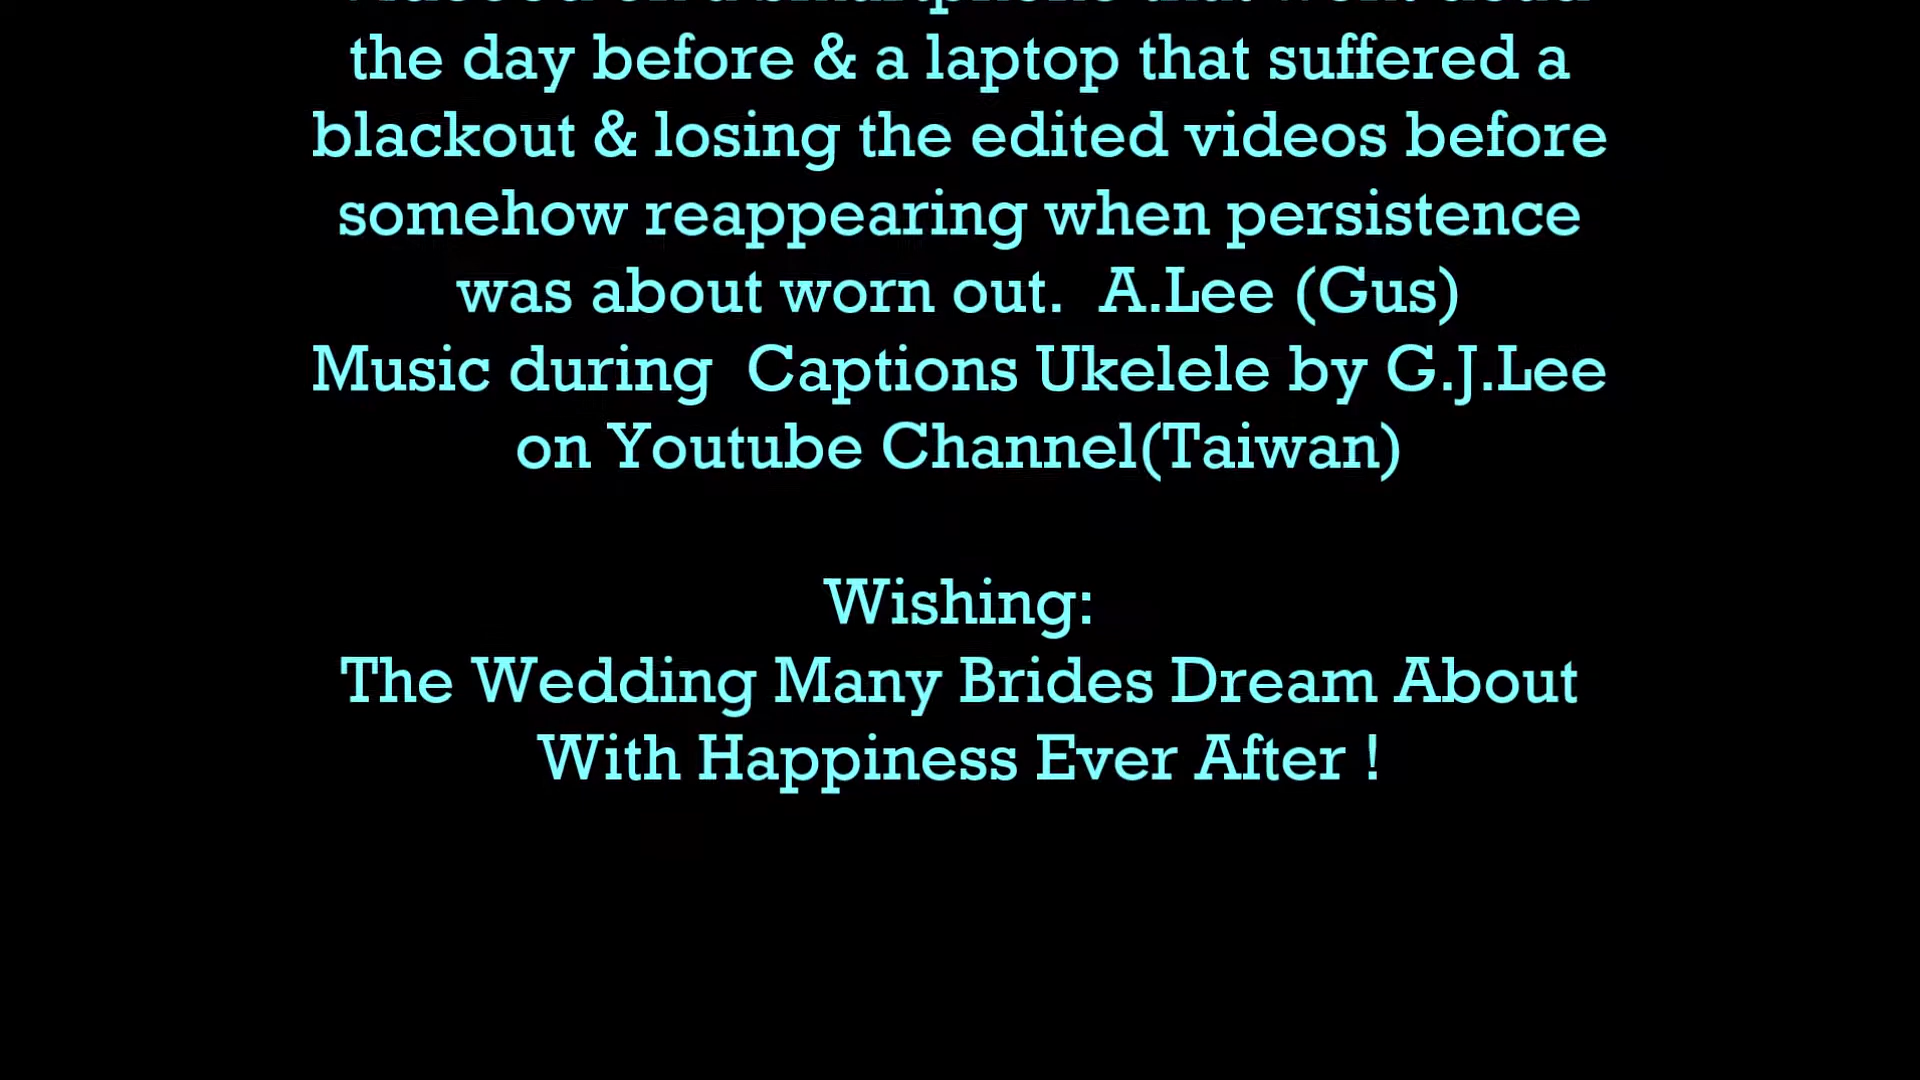 the day before & a laptop that suffered a
blackout & losing the edited videos before
somehow reappearing when persistence
was about worn out.  A.Lee (Gus)
Music during  Captions Ukelele by G.J.Lee
on Youtube Channel(Taiwan)
Wishing:
The Wedding Many Brides Dream About
With Happiness Ever After !